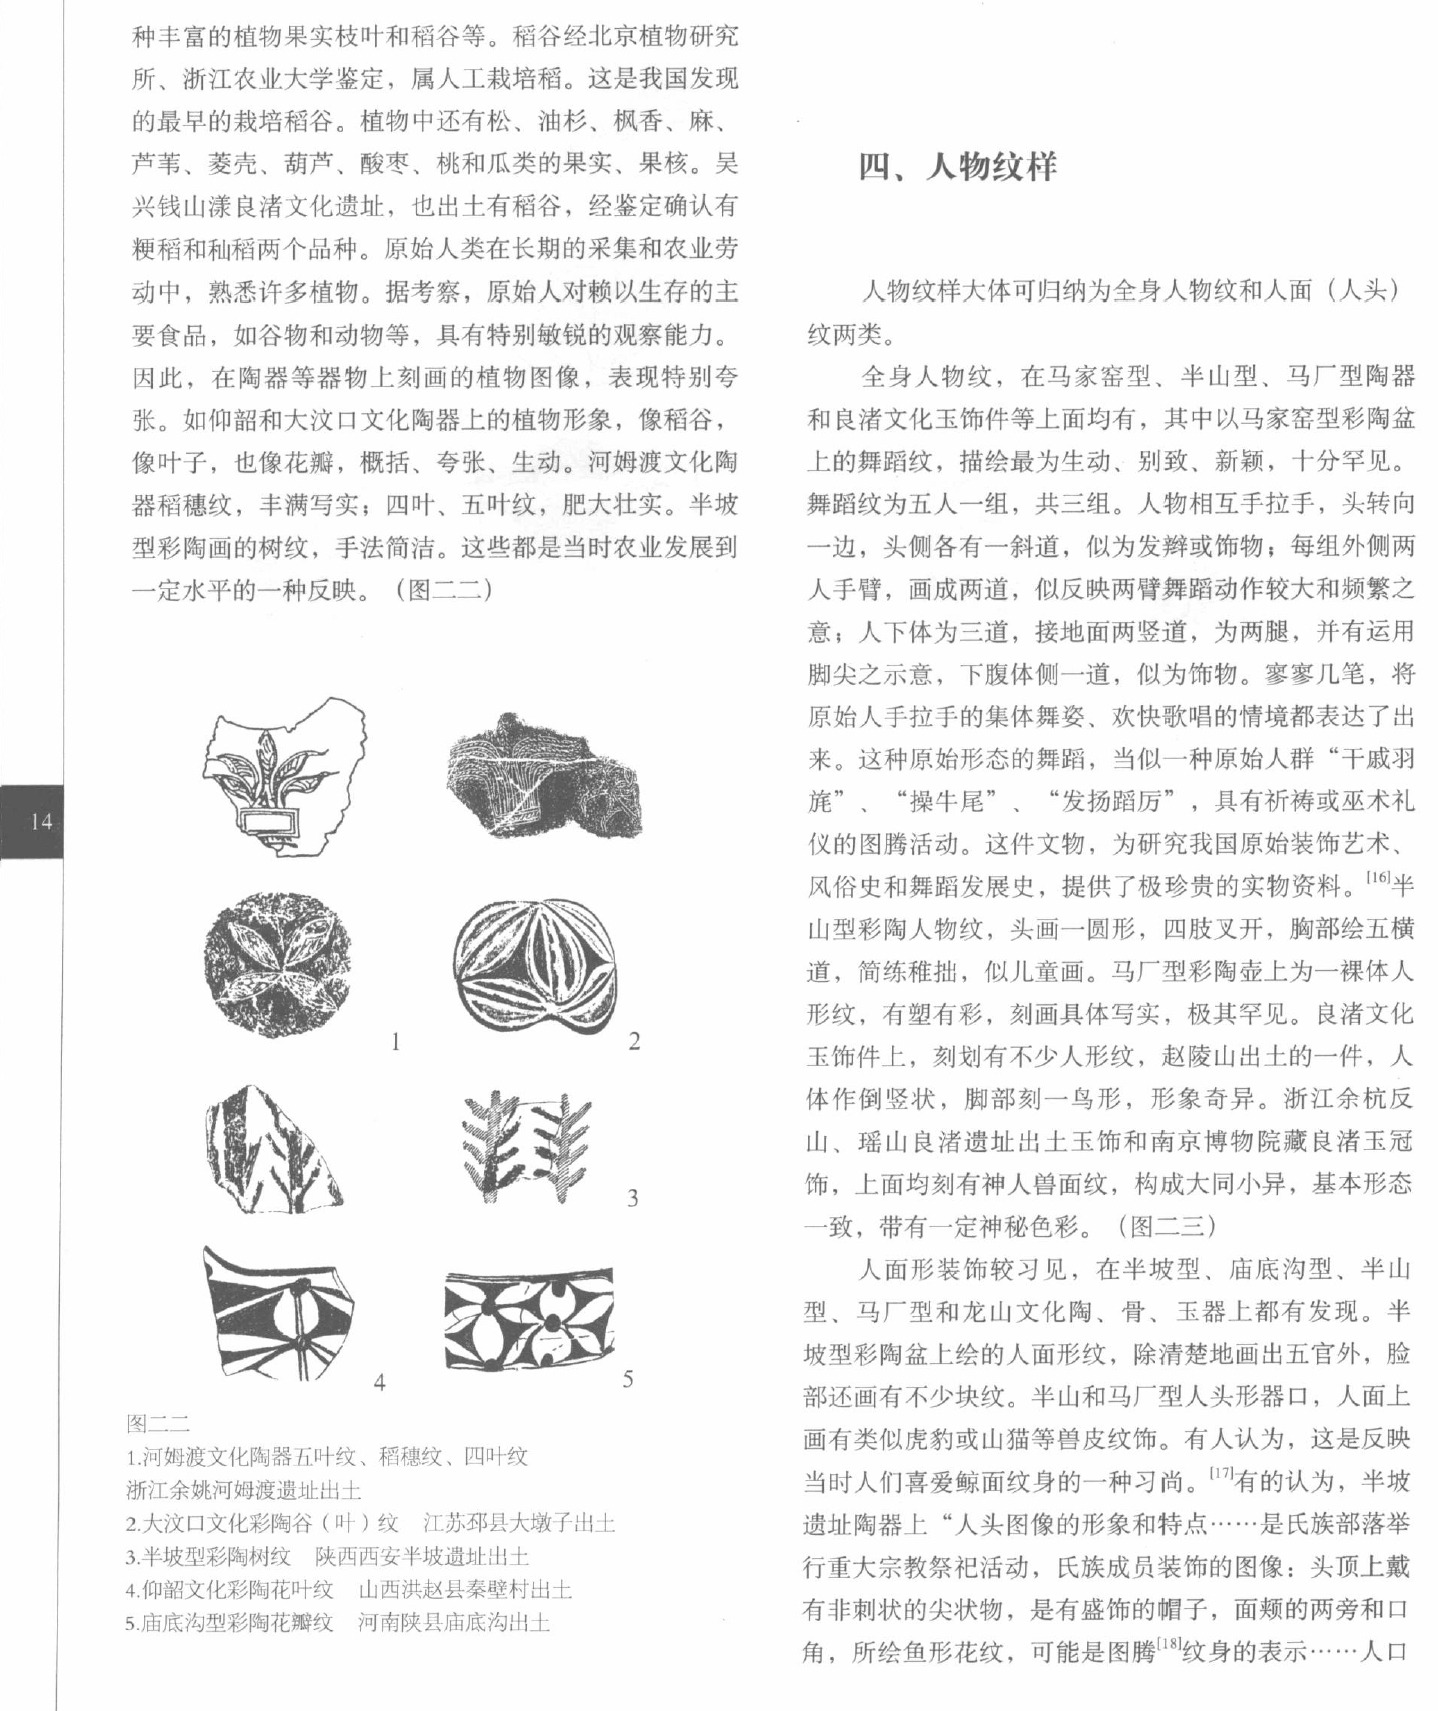 种丰富的植物果实枝叶和稻谷等。稻谷经北京植物研究
所、浙江农业大学鉴定，属人工栽培稻。这是我国发现
的最早的栽培稻谷。植物中还有松、油杉、枫香、麻、
芦苇、菱壳、葫芦、酸枣、桃和瓜类的果实、果核。吴
兴钱山漾良渚文化遗址，也出土有稻谷，经鉴定确认有
粳稻和秈稻两个品种。原始人类在长期的采集和农业劳
动中，熟悉许多植物。据考察，原始人对赖以生存的主
要食品，如谷物和动物等，具有特别敏锐的观察能力。
因此，在陶器等器物上刻画的植物图像，表现特别夸
张。如仰韶和大汶口文化陶器上的植物形象，像稻谷，
像叶子，也像花瓣，概括、夸张、生动。河姆渡文化陶
器稻穗纹，丰满写实；四叶、五叶纹，肥大壮实。半坡
型彩陶画的树纹，手法简洁。这些都是当时农业发展到
一定水平的一种反映。（图二二）
14
1
2
3
4
5
图二二
1.河姆渡文化陶器五叶纹、稻穗纹、四叶纹
浙江余姚河姆渡遗址出土
2.大汶口文化彩陶谷（叶）纹 江苏邳县大墩子出土
3.半坡型彩陶树纹 陕西西安半坡遗址出土
4.仰韶文化彩陶花叶纹 山西洪赵县秦壁村出土
5.庙底沟型彩陶花瓣纹 河南陕县庙底沟出土
四、人物纹样
人物纹样大体可归纳为全身人物纹和人面（人头）
纹两类。
全身人物纹，在马家窑型、半山型、马厂型陶器
和良渚文化玉饰件等上面均有，其中以马家窑型彩陶盆
上的舞蹈纹，描绘最为生动、别致、新颖，十分罕见。
舞蹈纹为五人一组，共三组。人物相互手拉手，头转向
一边，头侧各有一斜道，似为发辫或饰物；每组外侧两
人手臂，画成两道，似反映两臂舞蹈动作较大和频繁之
意；人下体为三道，接地面两竖道，为两腿，并有运用
脚尖之示意，下腹体侧一道，似为饰物。寥寥几笔，将
原始人手拉手的集体舞姿、欢快歌唱的情境都表达了出
来。这种原始形态的舞蹈，当似一种原始人群“干戚羽
旄”、“操牛尾”、“发扬蹈厉”，具有祈祷或巫术礼
仪的图腾活动。这件文物，为研究我国原始装饰艺术、
风俗史和舞蹈发展史，提供了极珍贵的实物资料。[16]半
山型彩陶人物纹，头画一圆形，四肢叉开，胸部绘五横
道，简练稚拙，似儿童画。马厂型彩陶壶上为一裸体人
形纹，有塑有彩，刻画具体写实，极其罕见。良渚文化
玉饰件上，刻划有不少人形纹，赵陵山出土的一件，人
体作倒竖状，脚部刻一鸟形，形象奇异。浙江余杭反
山、瑶山良渚遗址出土玉饰和南京博物院藏良渚玉冠
饰，上面均刻有神人兽面纹，构成大同小异，基本形态
一致，带有一定神秘色彩。（图二三）
人面形装饰较习见，在半坡型、庙底沟型、半山
型、马厂型和龙山文化陶、骨、玉器上都有发现。半
坡型彩陶盆上绘的人面形纹，除清楚地画出五官外，脸
部还画有不少块纹。半山和马厂型人头形器口，人面上
画有类似虎豹或山猫等兽皮纹饰。有人认为，这是反映
当时人们喜爱鲸面纹身的一种习尚。[17]有的认为，半坡
遗址陶器上“人头图像的形象和特点……是氏族部落举
行重大宗教祭祀活动，氏族成员装饰的图像：头顶上戴
有非刺状的尖状物，是有盛饰的帽子，面颊的两旁和口
角，所绘鱼形花纹，可能是图腾[18]纹身的表示……人口